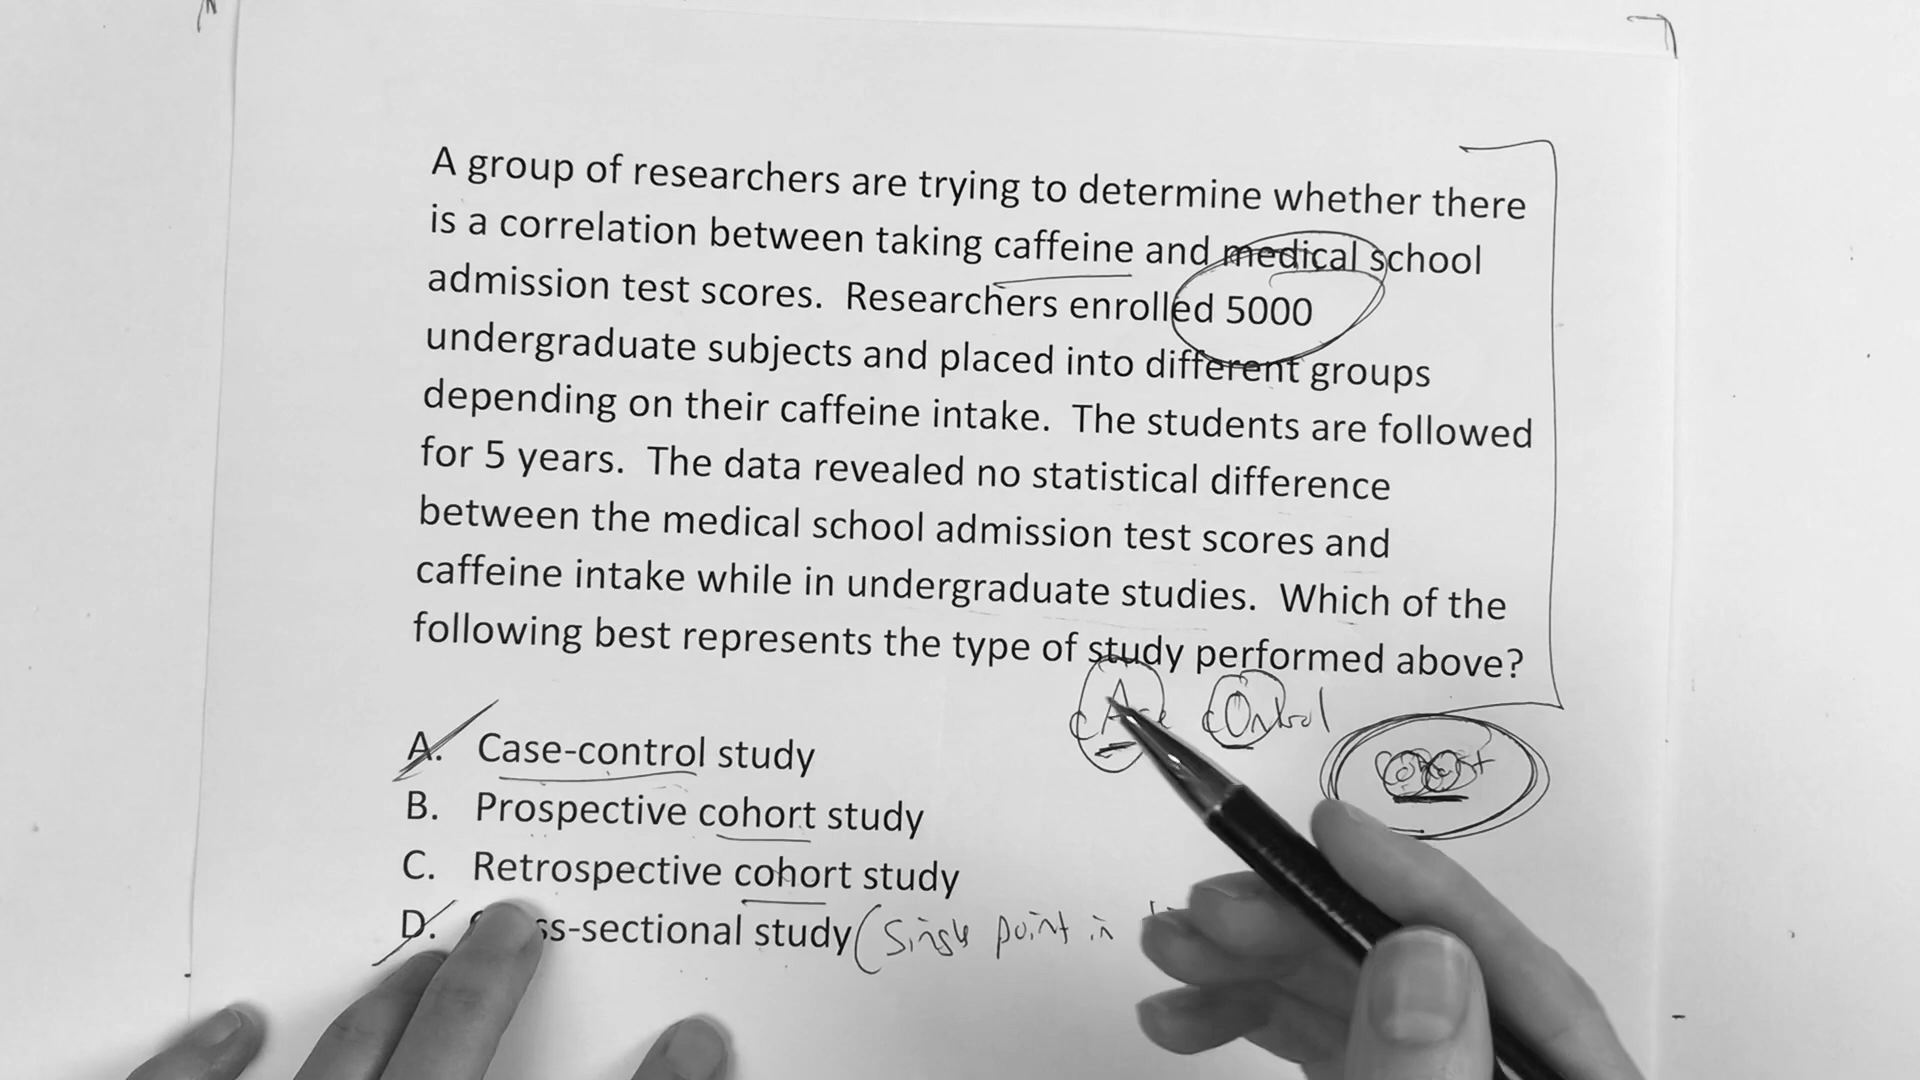 A group of researchers are trying to determine whether there
is a correlation between taking caffeine and medical school
admission test scores. Researchers enrolled 5000
undergraduate subjects and placed into different groups
depending on their caffeine intake. The students are followed
for 5 years. The data revealed no statistical difference
between the medical school admission test scores and
caffeine intake while in undergraduate studies. Which of the
following best represents the type of study performed above?
cOntrol
cohort
A. Case-control study
B. Prospective cohort study
C. Retrospective cohort study
D. ss-sectional study (Single point in